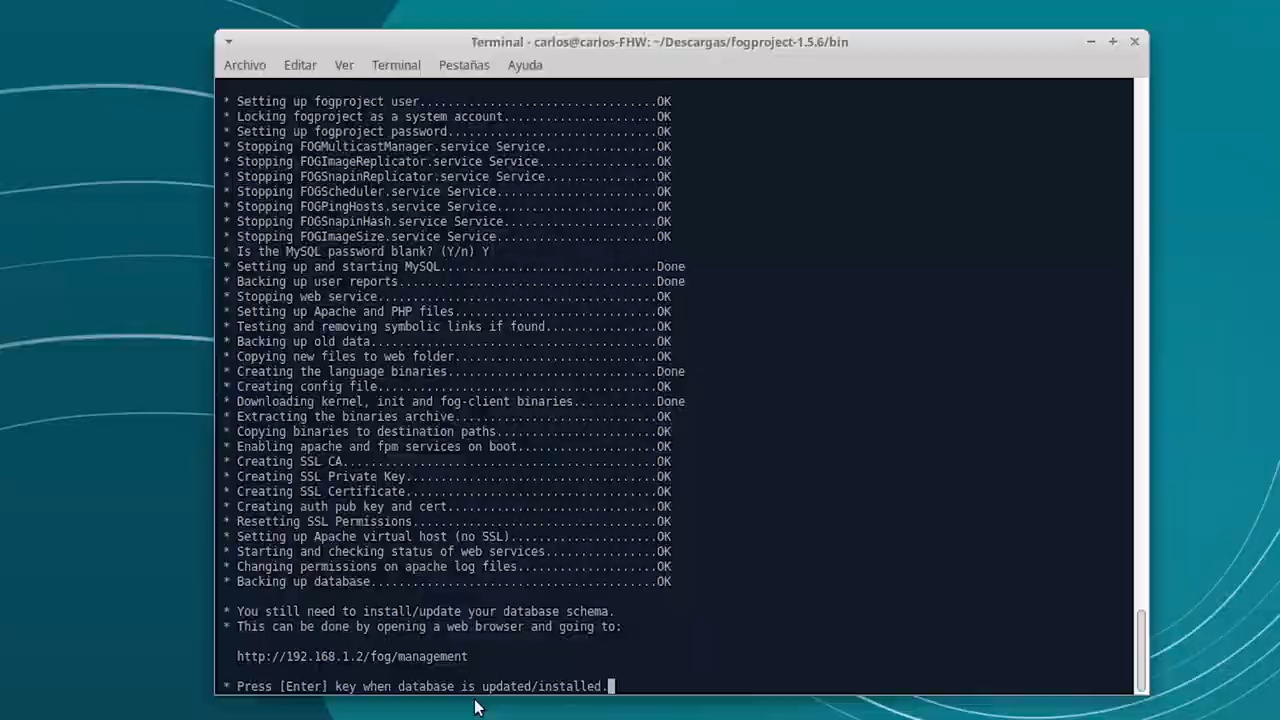 Terminal - carlos@carlos-FHW: ~/Descargas/fogproject-1.5.6/bin
Archivo Editar Ver Terminal Pestañas Ayuda
* Setting up fogproject user..................................OK
* Locking fogproject as a system account......................OK
* Setting up fogproject password..............................OK
* Stopping FOGMulticastManager.service Service................OK
* Stopping FOGImageReplicator.service Service.................OK
* Stopping FOGSnapinReplicator.service Service................OK
* Stopping FOGScheduler.service Service.......................OK
* Stopping FOGPingHosts.service Service.......................OK
* Stopping FOGSnapinHash.service Service......................OK
* Stopping FOGImageSize.service Service.......................OK
* Is the MySQL password blank? (Y/n) Y
* Setting up and starting MySQL...............................Done
* Backing up user reports.....................................Done
* Stopping web service........................................OK
* Setting up Apache and PHP files.............................OK
* Testing and removing symbolic links if found................OK
* Backing up old data.........................................OK
* Copying new files to web folder.............................OK
* Creating the language binaries..............................Done
* Creating config file........................................OK
* Downloading kernel, init and fog-client binaries............Done
* Extracting the binaries archive.............................OK
* Copying binaries to destination paths.......................OK
* Enabling apache and fpm services on boot....................OK
* Creating SSL CA.............................................OK
* Creating SSL Private Key....................................OK
* Creating SSL Certificate....................................OK
* Creating auth pub key and cert..............................OK
* Resetting SSL Permissions...................................OK
* Setting up Apache virtual host (no SSL).....................OK
* Starting and checking status of web services................OK
* Changing permissions on apache log files....................OK
* Backing up database.........................................OK
* You still need to install/update your database schema.
* This can be done by opening a web browser and going to:
http://192.168.1.2/fog/management
* Press [Enter] key when database is updated/installed.